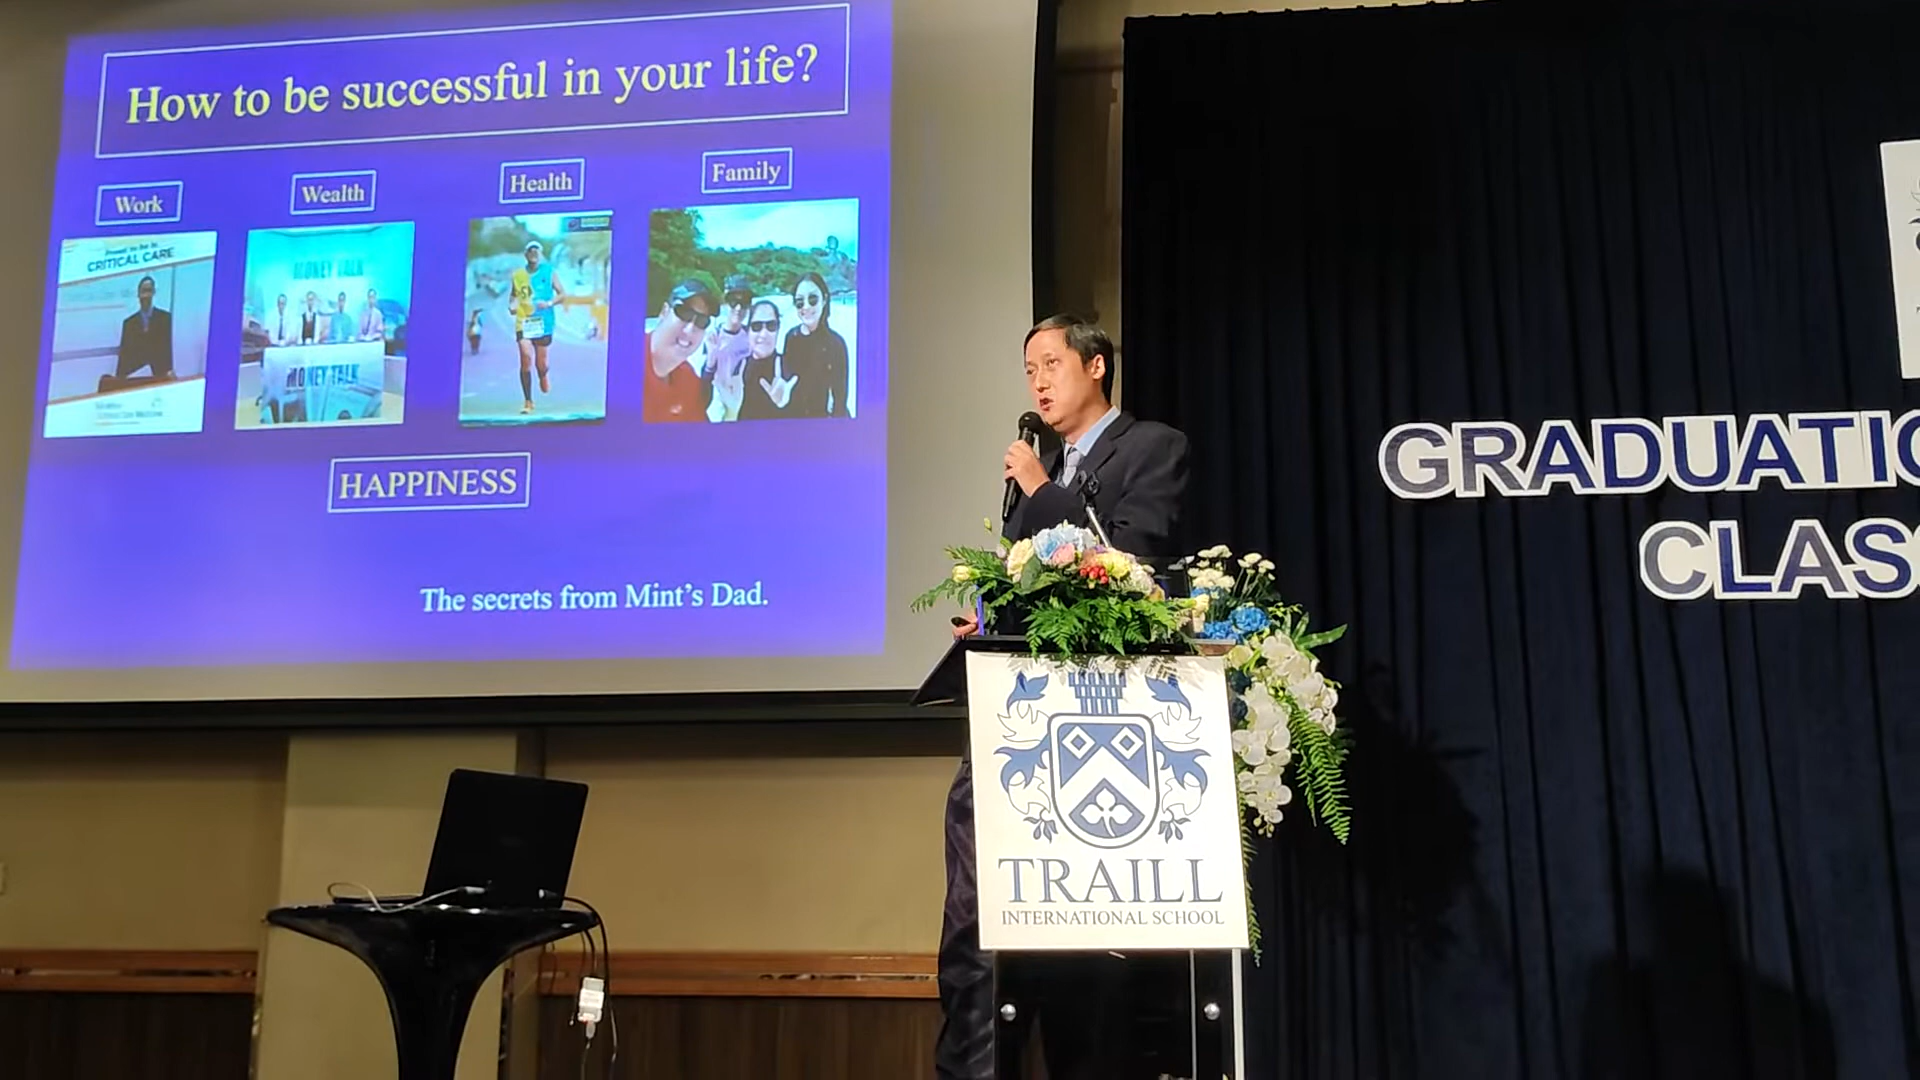 How to be successful in your life?
Work
Wealth
Health
Family
CRITICAL CARE
MONEY TALK
MONEY TALK
HAPPINESS
The secrets from Mint's Dad.
GRADUATIO
CLAS
TRAILL
INTERNATIONAL SCHOOL